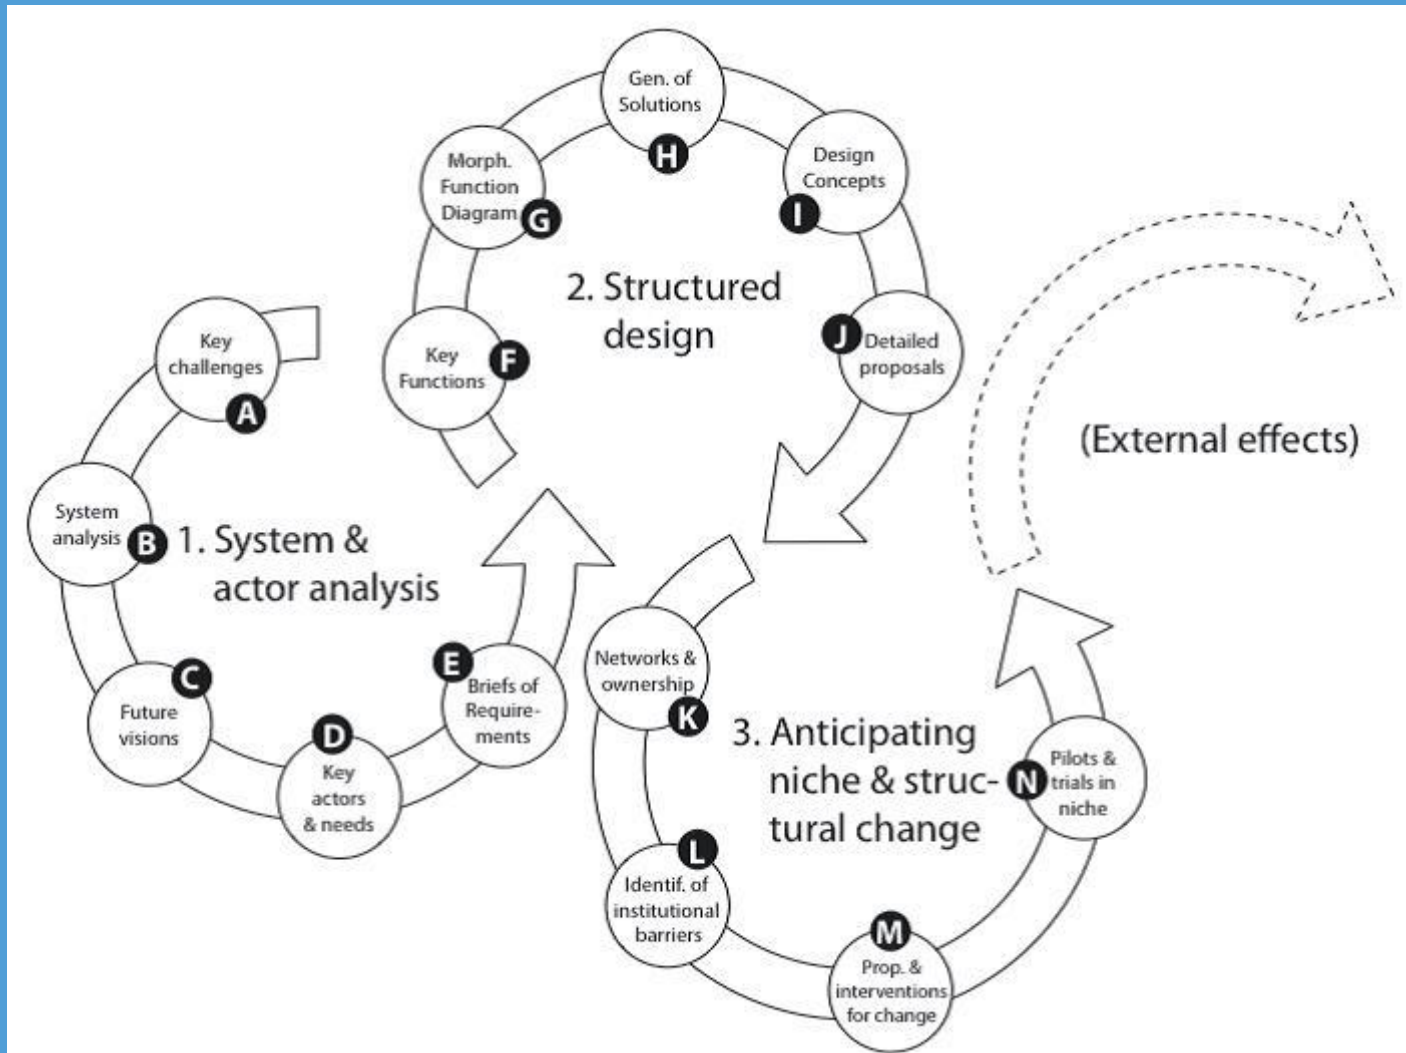 Key
challenges
A
System
analysis
B
1. System &
actor analysis
Future
visions
C
D
Key
actors
& needs
E
Briefs of
Require-
ments
Key
Functions
F
Morph.
Function
Diagram
G
Gen. of
Solutions
H
Design
Concepts
I
2. Structured
design
J
Detailed
proposals
Networks &
ownership
K
3. Anticipating
niche & struc-
tural change
L
Identif. of
institutional
barriers
M
Prop. &
interventions
for change
N
Pilots &
trials in
niche
(External effects)